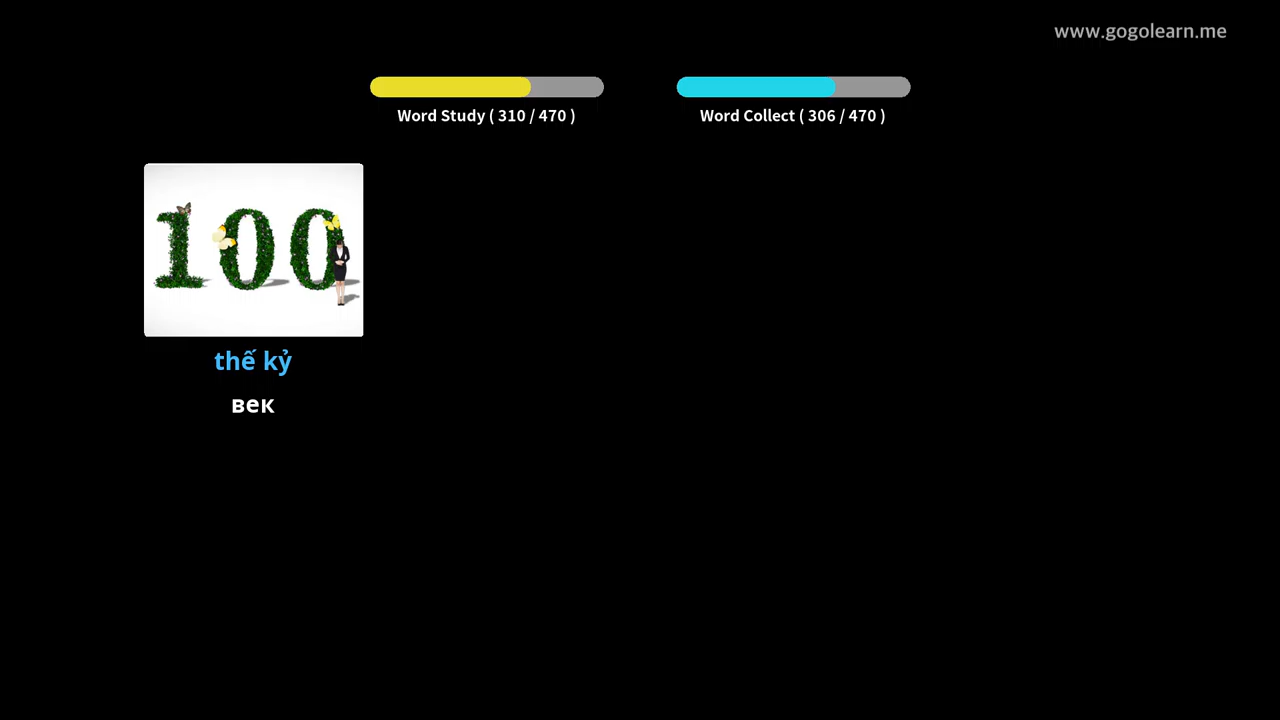 www.gogolearn.me
Word Study ( 310 / 470 )
Word Collect ( 306 / 470 )
100
thế kỷ
век